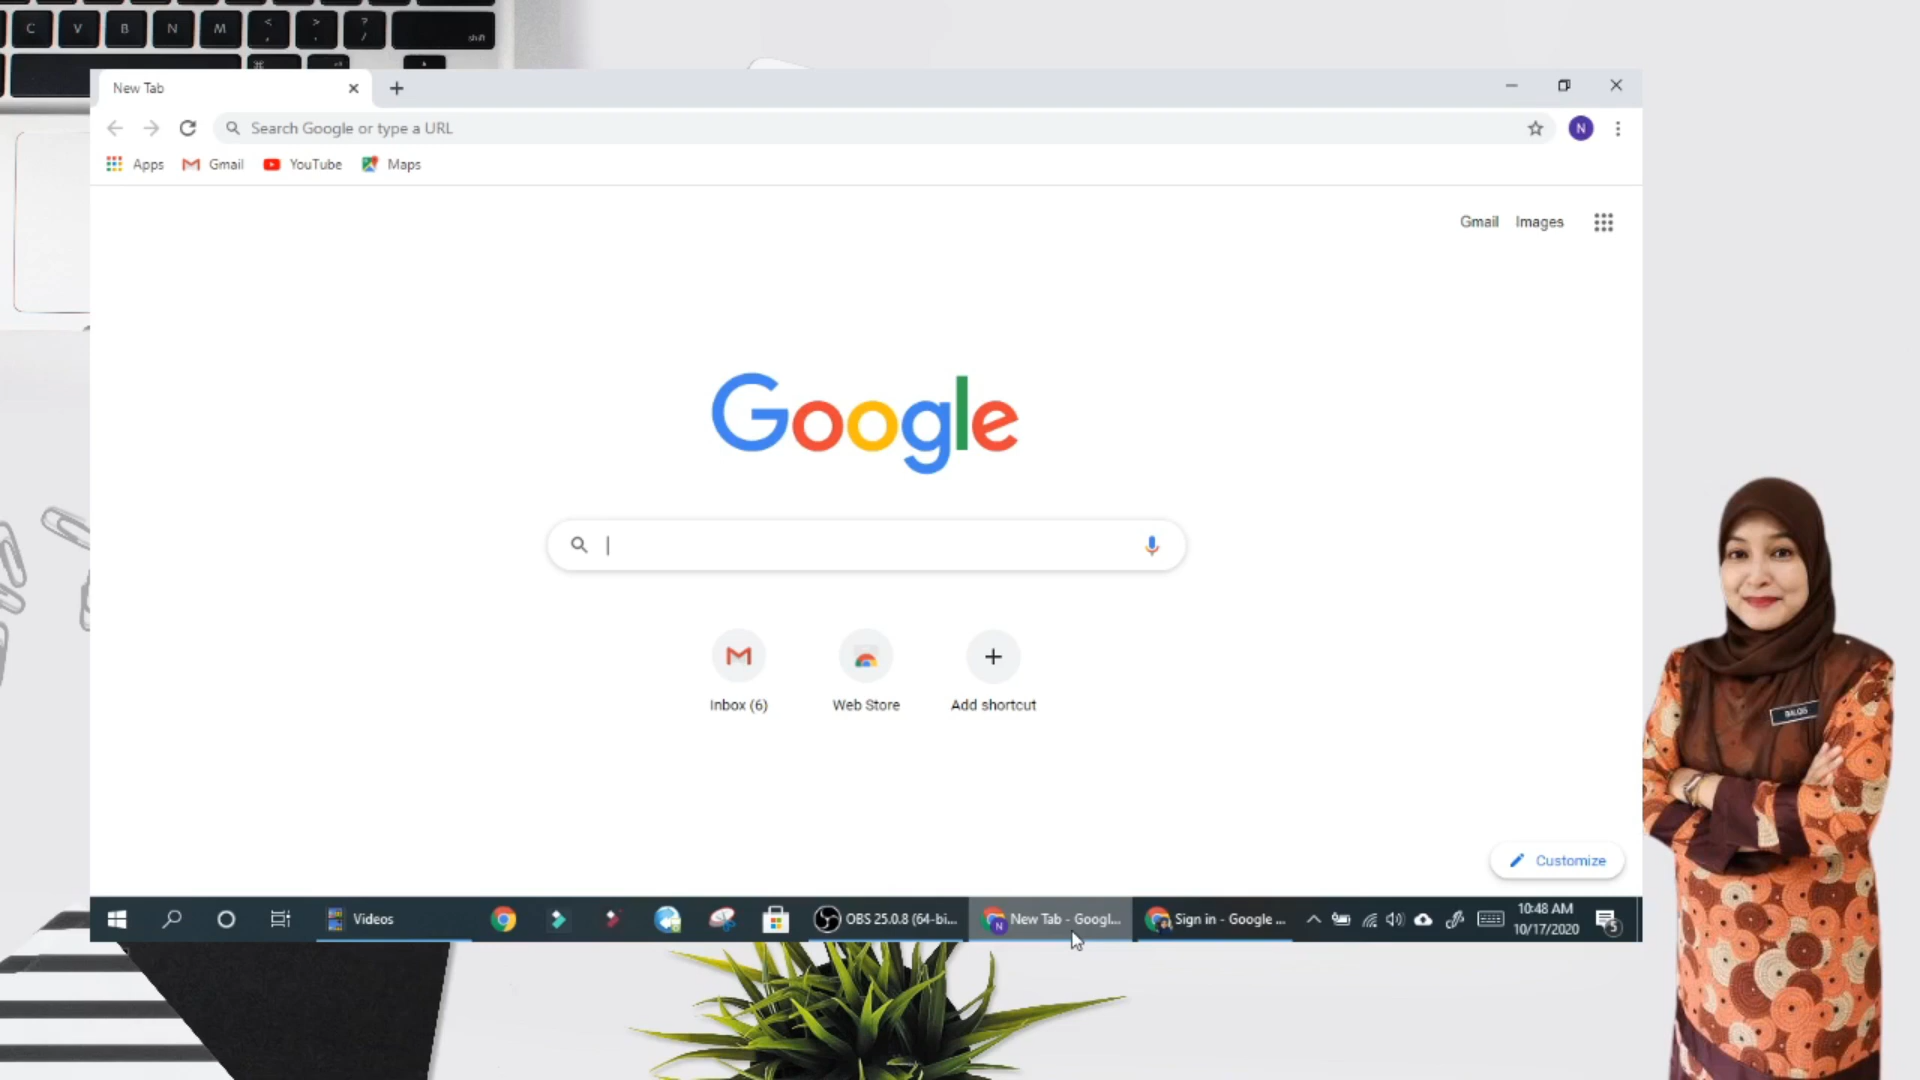 C V B N M < , > . ? / shift
⌘
New Tab
Search Google or type a URL
N
Apps Gmail YouTube Maps
Gmail Images
Google
Inbox (6) Web Store Add shortcut
Customize
Videos OBS 25.0.8 (64-bi... N New Tab - Googl... Sign in - Google ... 10:48 AM
10/17/2020 5